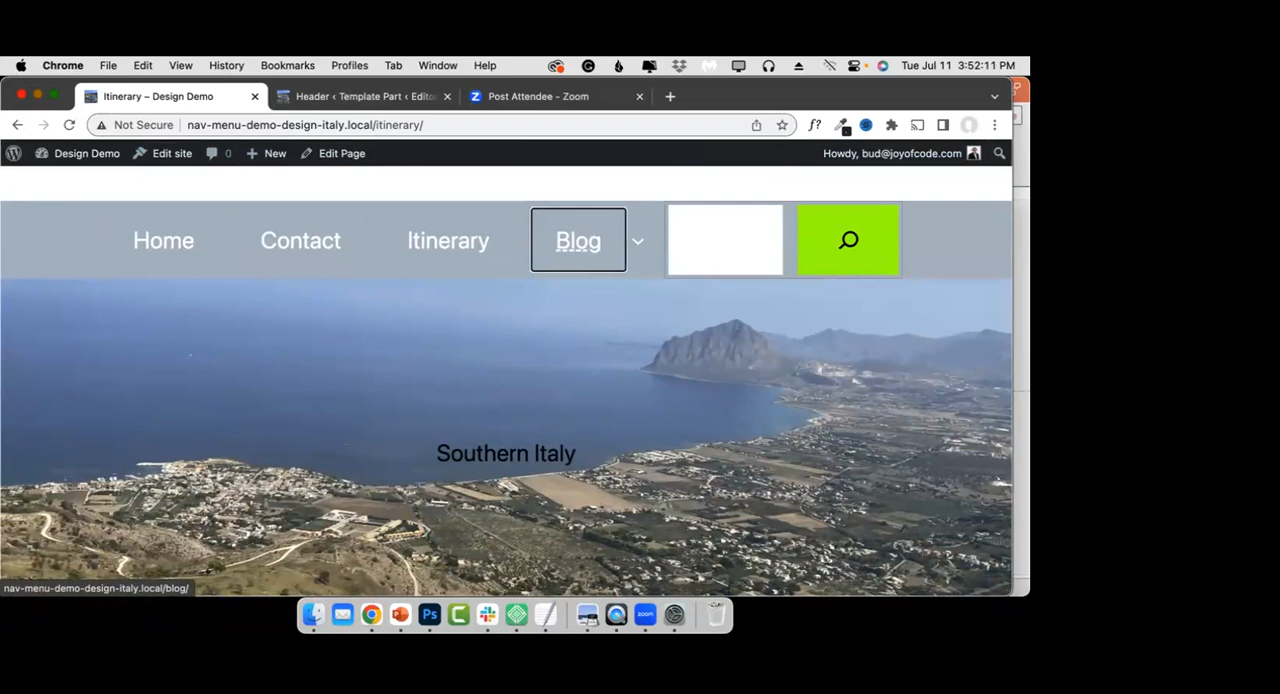 Chrome File Edit View History Bookmarks Profiles Tab Window Help Tue Jul 11 3:52:11 PM
Itinerary – Design Demo Header ‹ Template Part ‹ Edito Post Attendee - Zoom
Not Secure nav-menu-demo-design-italy.local/itinerary/ f?
Design Demo Edit site 0 New Edit Page Howdy, bud@joyofcode.com
Home Contact Itinerary Blog
Southern Italy
nav-menu-demo-design-italy.local/blog/
Ps C zoom